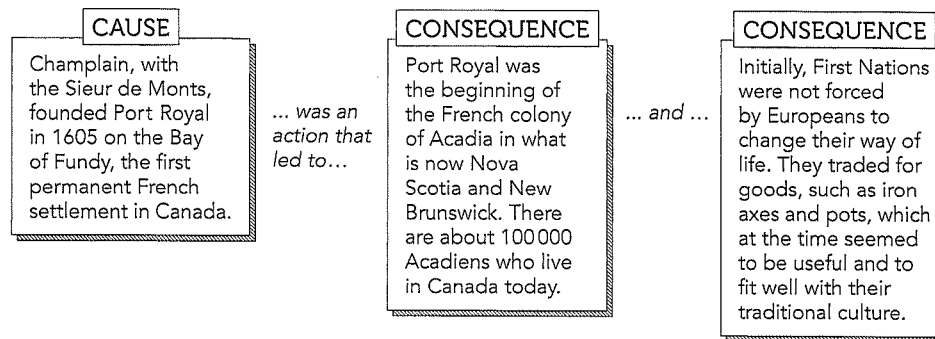 CAUSE
Champlain, with
the Sieur de Monts,
founded Port Royal
in 1605 on the Bay
of Fundy, the first
permanent French
settlement in Canada.
... was an
action that
led to...
CONSEQUENCE
Port Royal was
the beginning of
the French colony
of Acadia in what
is now Nova
Scotia and New
Brunswick. There
are about 100 000
Acadiens who live
in Canada today.
... and ...
CONSEQUENCE
Initially, First Nations
were not forced
by Europeans to
change their way of
life. They traded for
goods, such as iron
axes and pots, which
at the time seemed
to be useful and to
fit well with their
traditional culture.